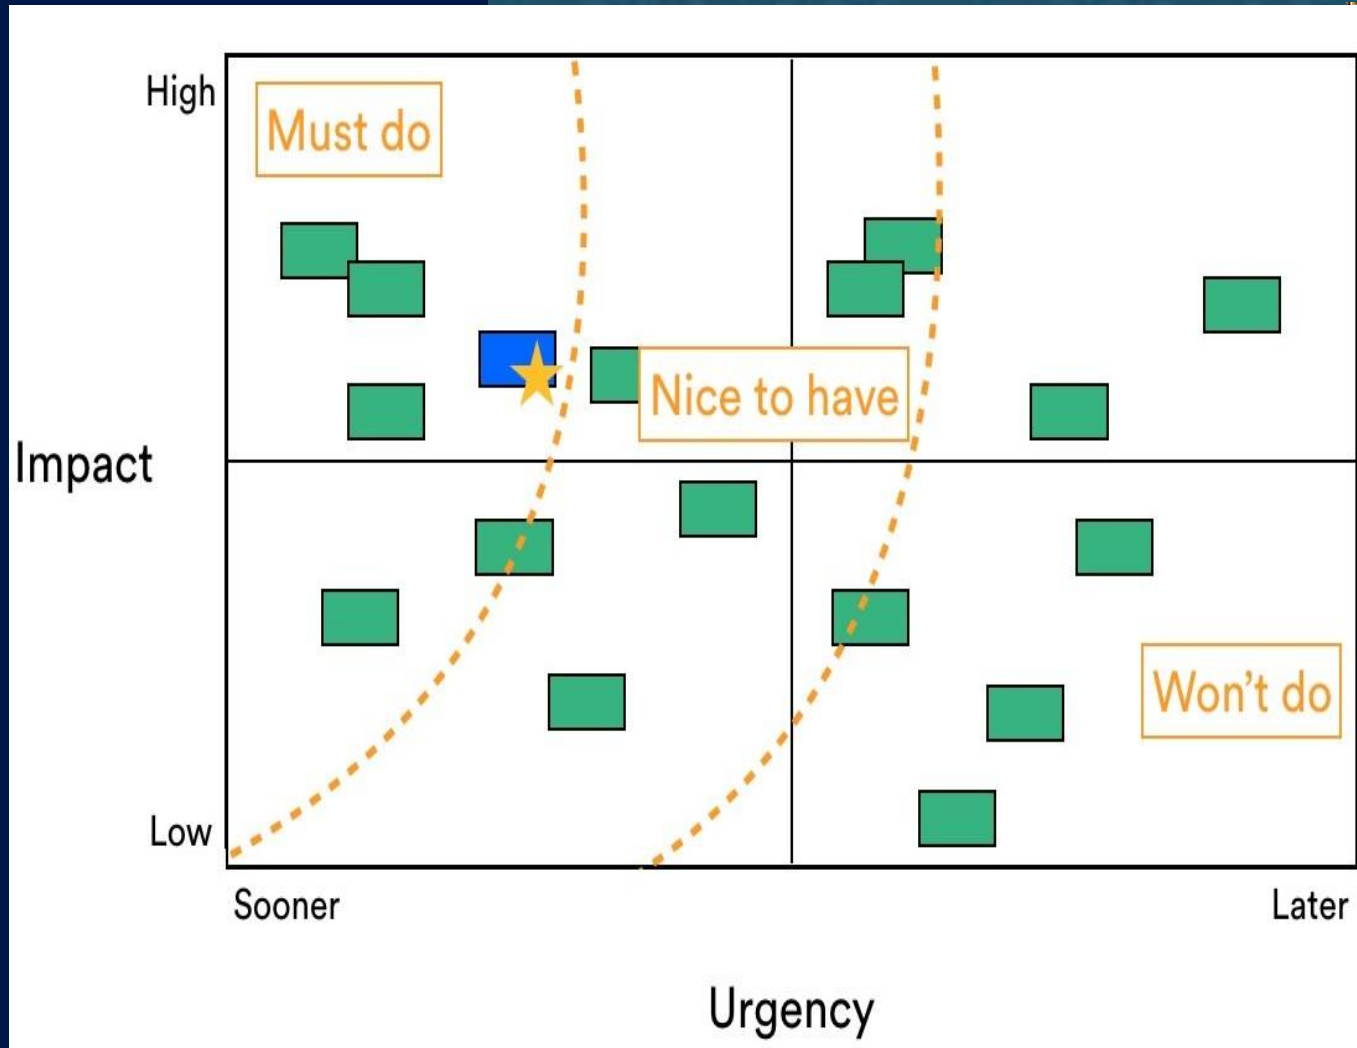 High
Must do
Nice to have
Impact
Won't do
Low
Sooner
Later
Urgency